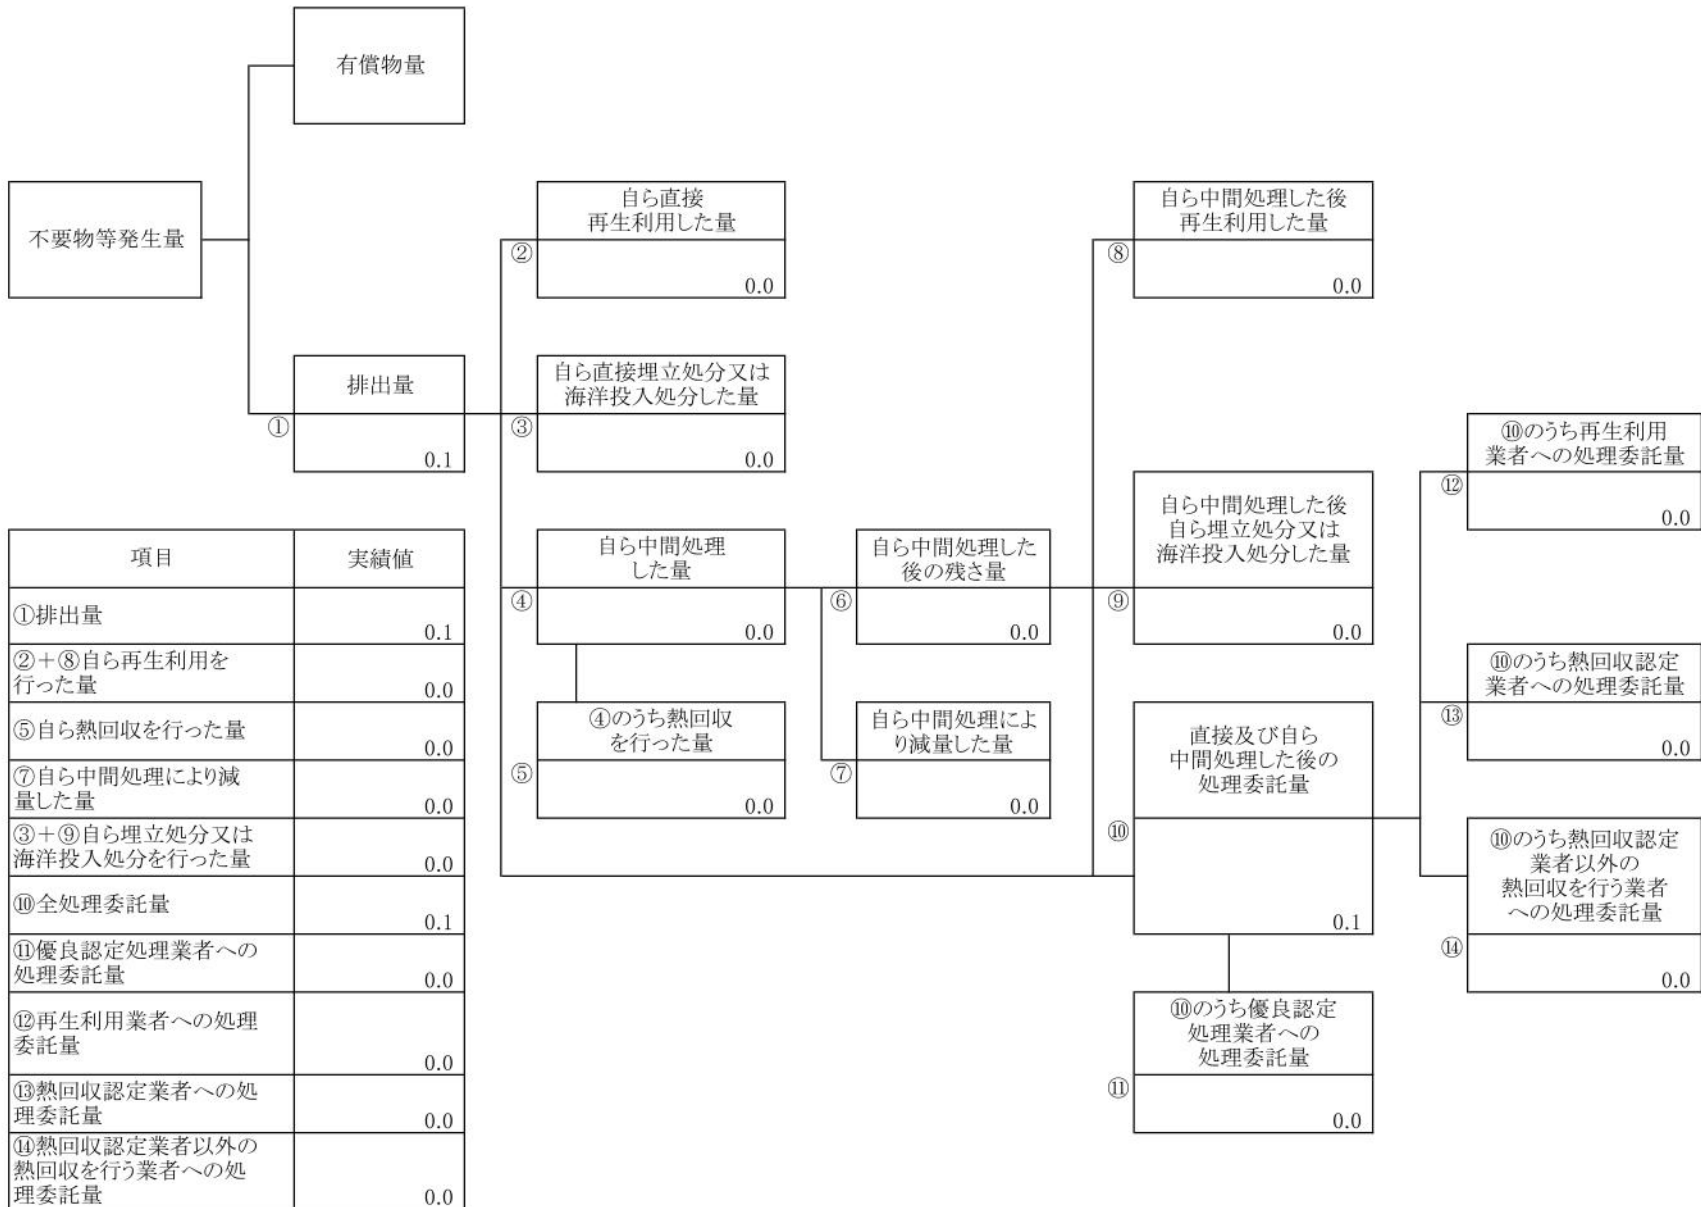 有償物量
不要物等発生量
排出量
①
0.1
自ら直接
再生利用した量
②
0.0
自ら直接埋立処分又は
海洋投入処分した量
③
0.0
自ら中間処理
した量
④
0.0
④のうち熱回収
を行った量
⑤
0.0
自ら中間処理した
後の残さ量
⑥
0.0
自ら中間処理によ
り減量した量
⑦
0.0
自ら中間処理した後
再生利用した量
⑧
0.0
自ら中間処理した後
自ら埋立処分又は
海洋投入処分した量
⑨
0.0
直接及び自ら
中間処理した後の
処理委託量
⑩
0.1
⑩のうち優良認定
処理業者への
処理委託量
⑪
0.0
⑩のうち再生利用
業者への処理委託量
⑫
0.0
⑩のうち熱回収認定
業者への処理委託量
⑬
0.0
⑩のうち熱回収認定
業者以外の
熱回収を行う業者
への処理委託量
⑭
0.0
項目 実績値
①排出量
0.1
②+⑧自ら再生利用を
行った量
0.0
⑤自ら熱回収を行った量
0.0
⑦自ら中間処理により減
量した量
0.0
③+⑨自ら埋立処分又は
海洋投入処分を行った量
0.0
⑩全処理委託量
0.1
⑪優良認定処理業者への
処理委託量
0.0
⑫再生利用業者への処理
委託量
0.0
⑬熱回収認定業者への処
理委託量
0.0
⑭熱回収認定業者以外の
熱回収を行う業者への処
理委託量
0.0